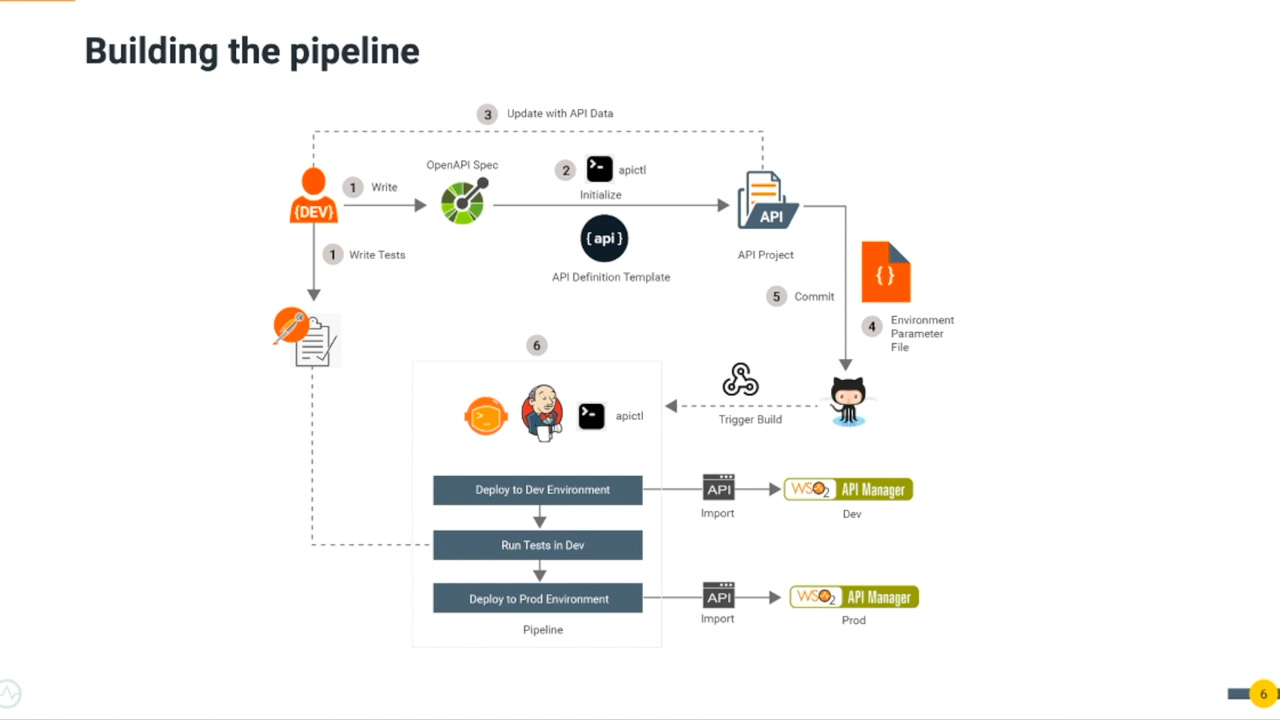 Building the pipeline
3 Update with API Data
OpenAPI Spec
2 >- apictl
Initialize
1 Write
{DEV}
{api}
API Definition Template
API
API Project
1 Write Tests
{ }
5 Commit
4 Environment
Parameter
File
6
>_
>- apictl
Trigger Build
Deploy to Dev Environment
API
Import
WSO2 API Manager
Dev
Run Tests in Dev
Deploy to Prod Environment
API
Import
WSO2 API Manager
Prod
Pipeline
6